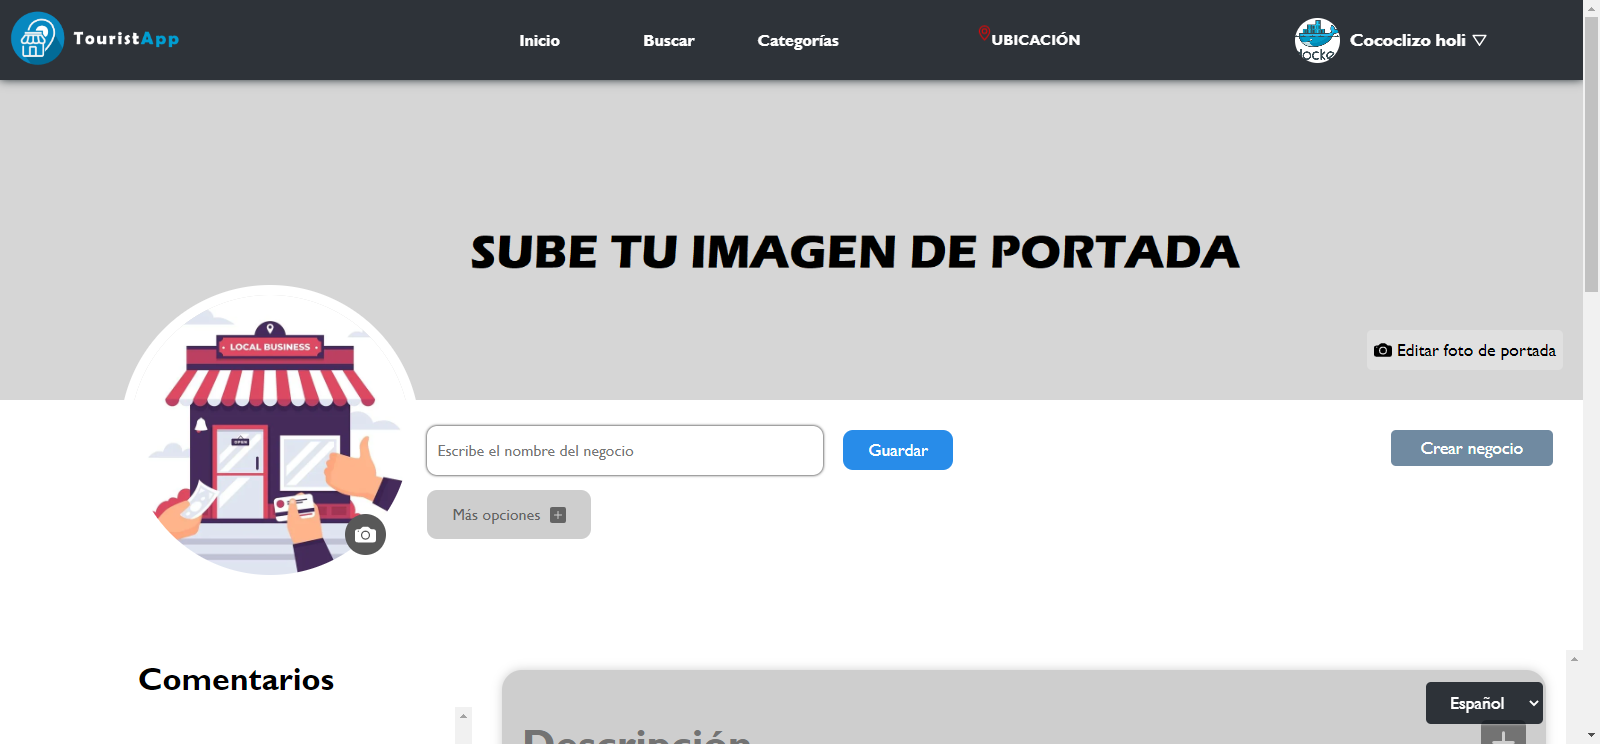 TouristApp
Inicio
Buscar
Categorías
UBICACIÓN
docke
Cococlizo holi
SUBE TU IMAGEN DE PORTADA
LOCAL BUSINESS
OPEN
Editar foto de portada
Escribe el nombre del negocio
Guardar
Crear negocio
Más opciones
Comentarios
Español
Descripción